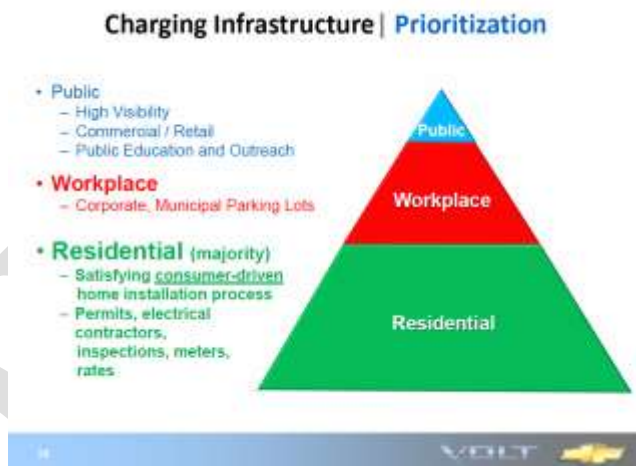 Charging Infrastructure| Prioritization
• Public
– High Visibility
– Commercial / Retail
– Public Education and Outreach
• Workplace
– Corporate, Municipal Parking Lots
• Residential (majority)
– Satisfying consumer-driven
home installation process
– Permits, electrical
contractors,
inspections, meters,
rates
Public
Workplace
Residential
VOLT